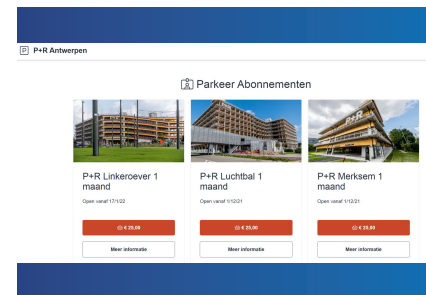 P P+R Antwerpen
Parkeer Abonnementen
P+R
P+R Linkeroever 1
maand
Open vanaf 17/1/22
€ 25,00
Meer informatie
P+R Luchtbal 1
maand
Open vanaf 1/12/21
€ 25,00
Meer informatie
P+R Merksem 1
maand
Open vanaf 1/12/21
€ 25,00
Meer informatie